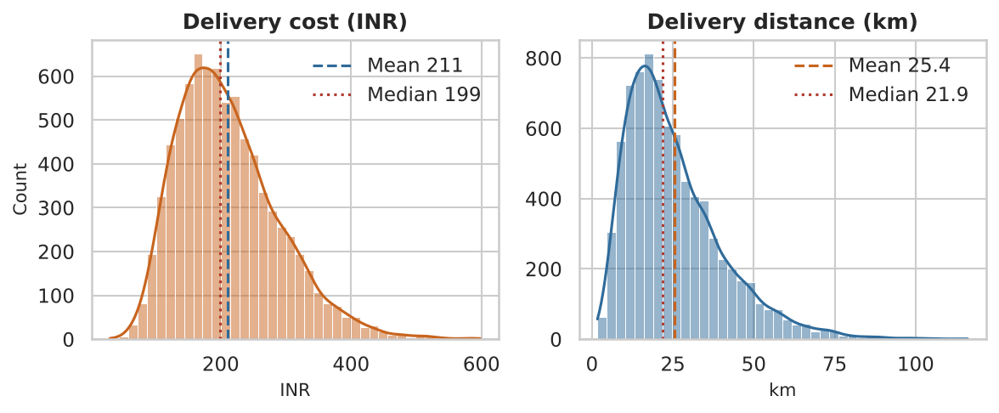 Delivery cost (INR)
Mean 211
Median 199
600
500
400
300
200
100
0
Count
200
400
600
INR
Delivery distance (km)
Mean 25.4
Median 21.9
800
600
400
200
0
0
25
50
75
100
km